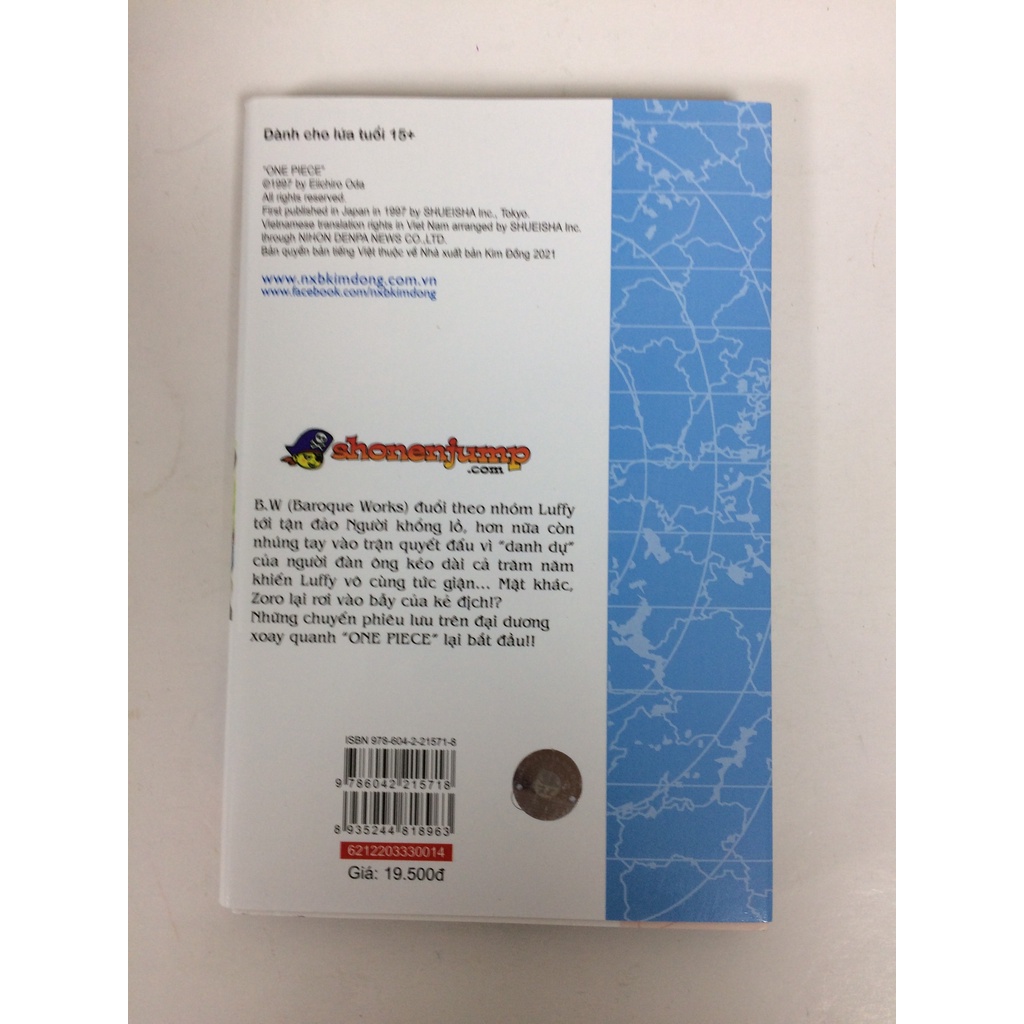 Dành cho lứa tuổi 15+
"ONE PIECE"
©1997 by Eiichiro Oda
All rights reserved.
First published in Japan in 1997 by SHUEISHA Inc., Tokyo.
Vietnamese translation rights in Viet Nam arranged by SHUEISHA Inc.
through NIHON DENPA NEWS CO.,LTD.
Bản quyền bản tiếng Việt thuộc về Nhà xuất bản Kim Đồng 2021
www.nxbkimdong.com.vn
www.facebook.com/nxbkimdong
shonenjump
.com
B.W (Baroque Works) đuổi theo nhóm Luffy
tới tận đảo Người khổng lồ, hơn nữa còn
nhúng tay vào trận quyết đấu vì "danh dự"
của người đàn ông kéo dài cả trăm năm
khiến Luffy vô cùng tức giận... Mặt khác,
Zoro lại rơi vào bẫy của kẻ địch!?
Những chuyến phiêu lưu trên đại dương
xoay quanh "ONE PIECE" lại bắt đầu!!
ISBN 978-604-2-21571-8
9 786042 215718
8 935244 818963
6212203330014
Giá: 19.500đ